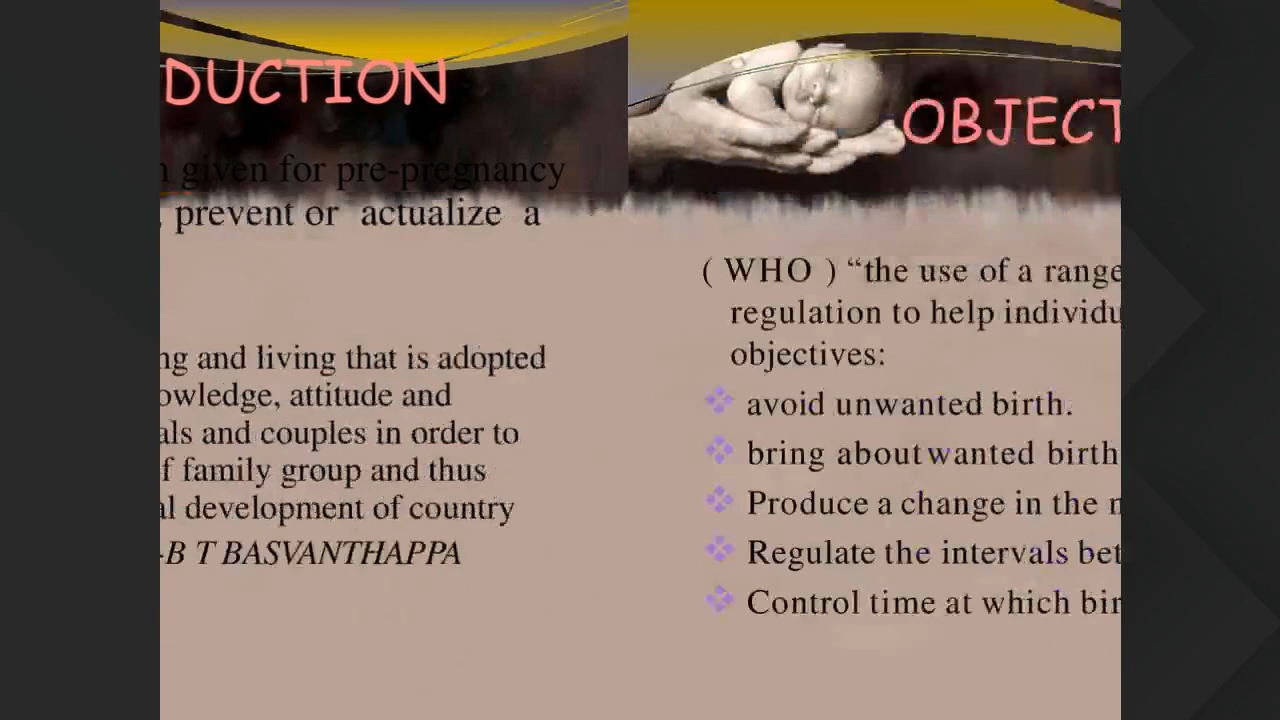 DUCTION
n given for pre-pregnancy
, prevent or actualize a
ng and living that is adopted
owledge, attitude and
als and couples in order to
f family group and thus
al development of country
-B T BASVANTHAPPA
OBJECT
( WHO ) “the use of a range
regulation to help individu
objectives:
avoid unwanted birth.
bring about wanted birth
Produce a change in the n
Regulate the intervals bet
Control time at which bir